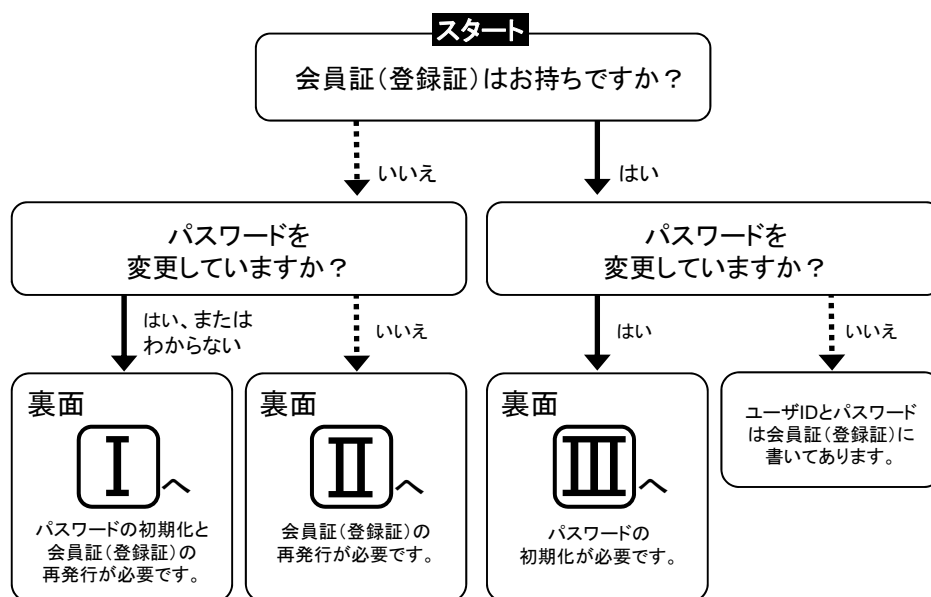 スタート
会員証(登録証)はお持ちですか?
いいえ
はい
パスワードを
変更していますか?
パスワードを
変更していますか?
はい、または
わからない
いいえ
はい
いいえ
裏面
Ⅰへ
パスワードの初期化と
会員証(登録証)の
再発行が必要です。
裏面
Ⅱへ
会員証(登録証)の
再発行が必要です。
裏面
Ⅲへ
パスワードの
初期化が必要です。
ユーザIDとパスワード
は会員証(登録証)に
書いてあります。